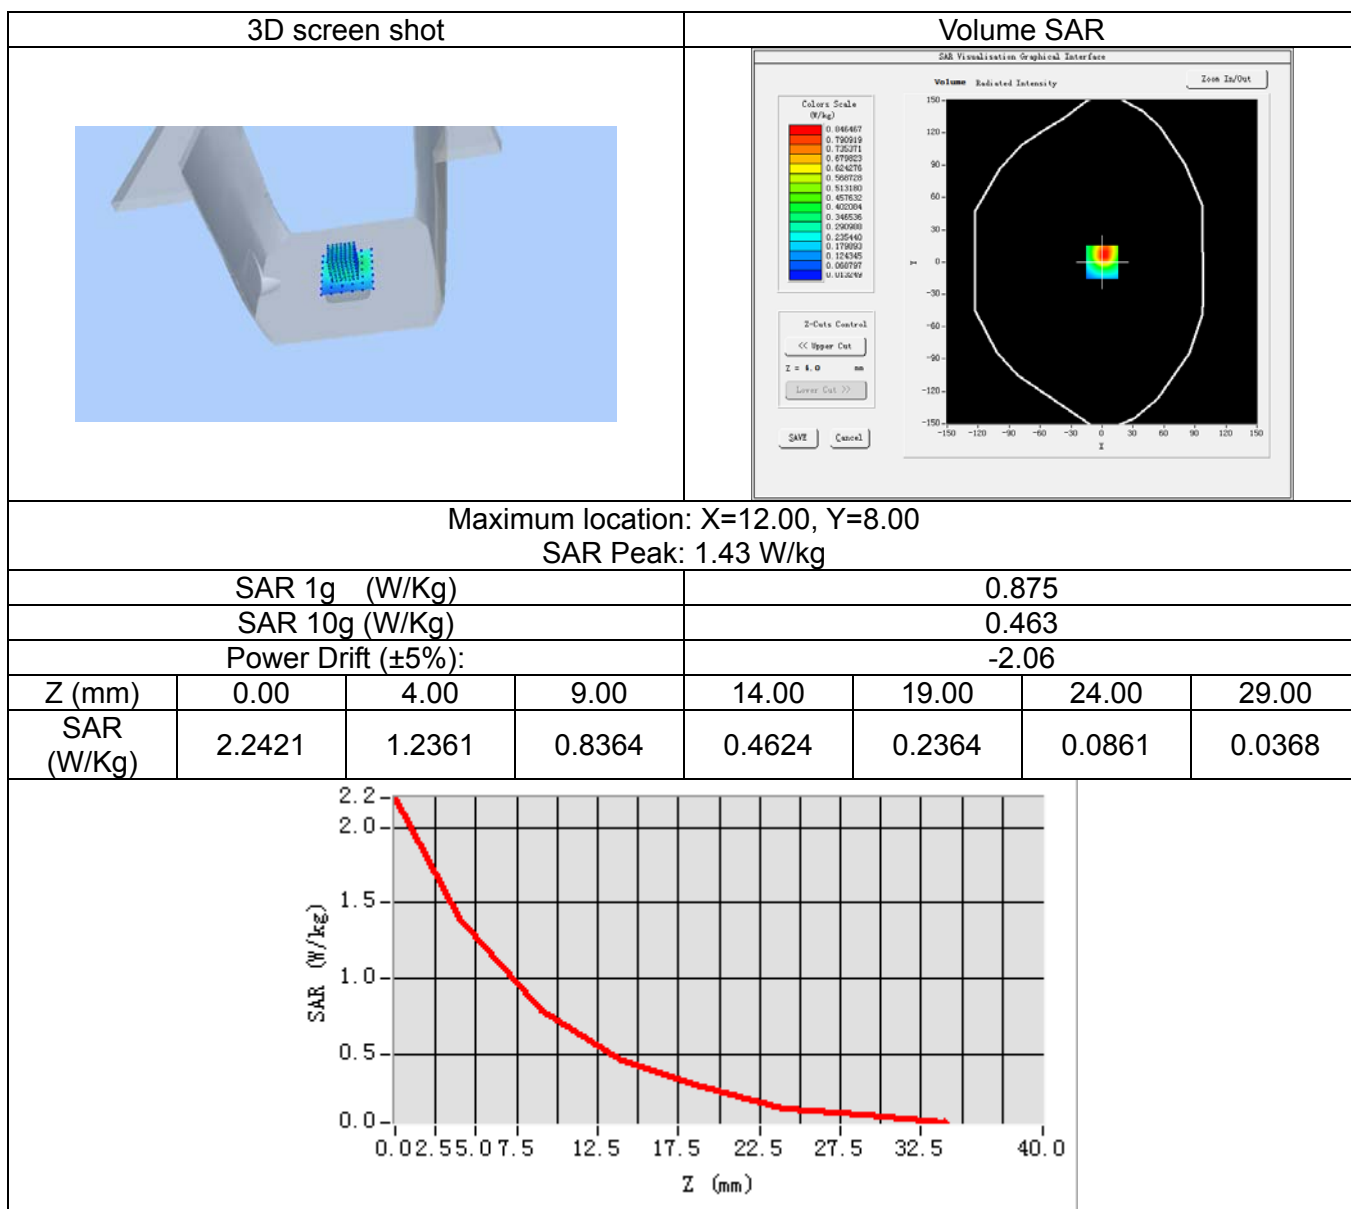 3D screen shot
Volume SAR
SAR Visualisation Graphical Interface
Volume Radiated Intensity
Zoom In/Out
Colors Scale
(W/kg)
0.846467
0.790919
0.735371
0.679823
0.624276
0.568728
0.513180
0.457632
0.402084
0.346536
0.290988
0.235440
0.179893
0.124345
0.068797
0.013249
Z-Cuts Control
<< Upper Cut
Z = 4.0 mm
Lower Cut >>
SAVE Cancel
150
120
90
60
30
0
-30
-60
-90
-120
-150
Y
-150 -120 -90 -60 -30 0 30 60 90 120 150
X
Maximum location: X=12.00, Y=8.00
SAR Peak: 1.43 W/kg
SAR 1g (W/Kg) 0.875
SAR 10g (W/Kg) 0.463
Power Drift (±5%): -2.06
Z (mm) 0.00 4.00 9.00 14.00 19.00 24.00 29.00
SAR (W/Kg) 2.2421 1.2361 0.8364 0.4624 0.2364 0.0861 0.0368
2.2
2.0
1.5
1.0
0.5
0.0
SAR (W/kg)
0.0 2.5 5.0 7.5 12.5 17.5 22.5 27.5 32.5 40.0
Z (mm)